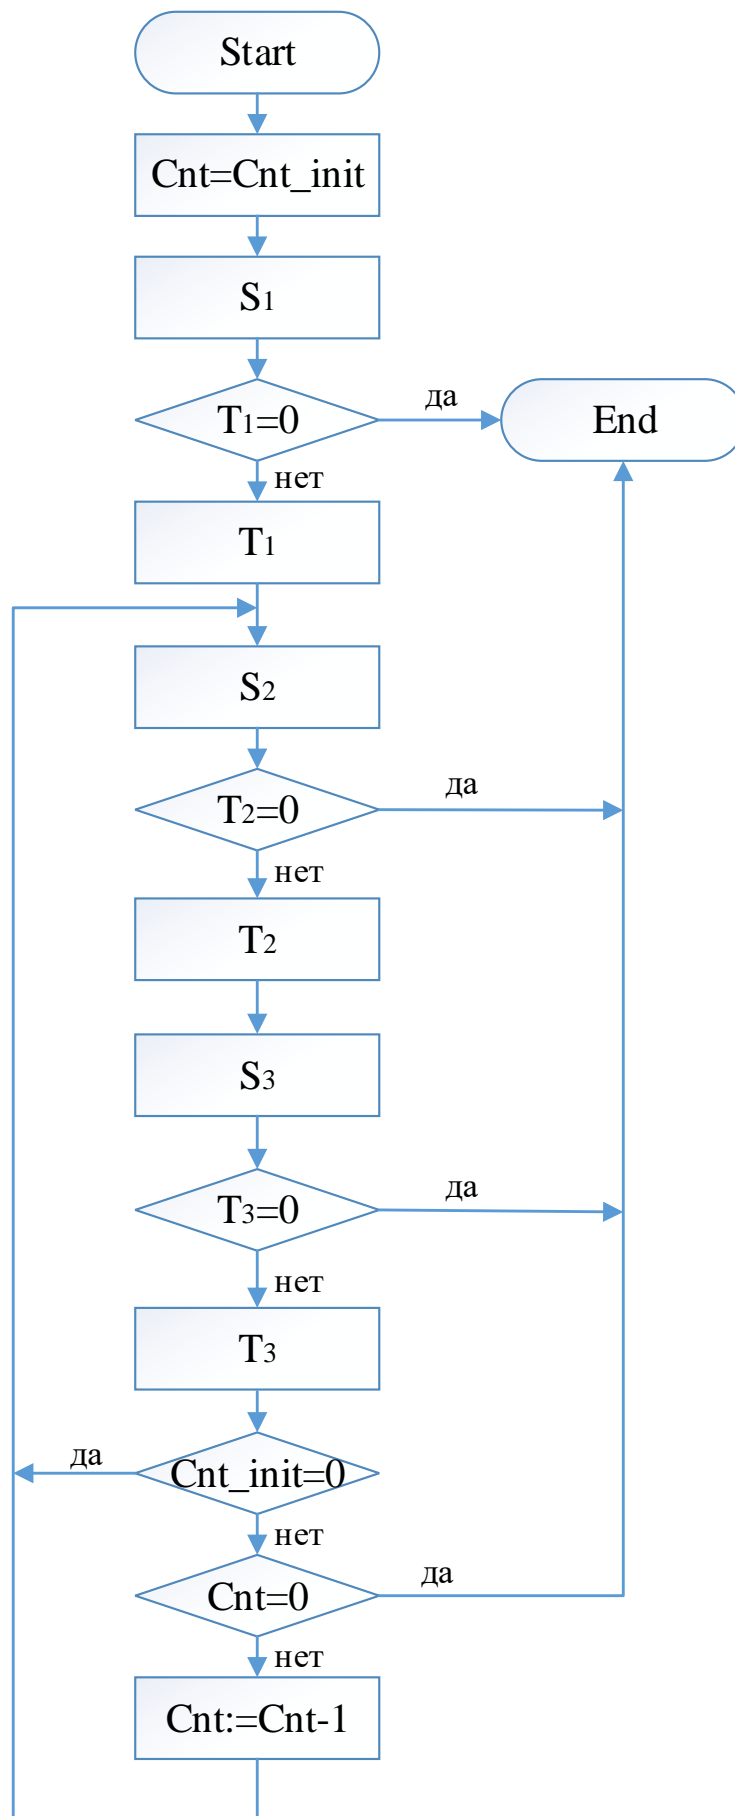 Start
Cnt=Cnt_init
S1
T1=0
да
End
нет
T1
S2
T2=0
да
нет
T2
S3
T3=0
да
нет
T3
Cnt_init=0
да
нет
Cnt=0
да
нет
Cnt:=Cnt-1